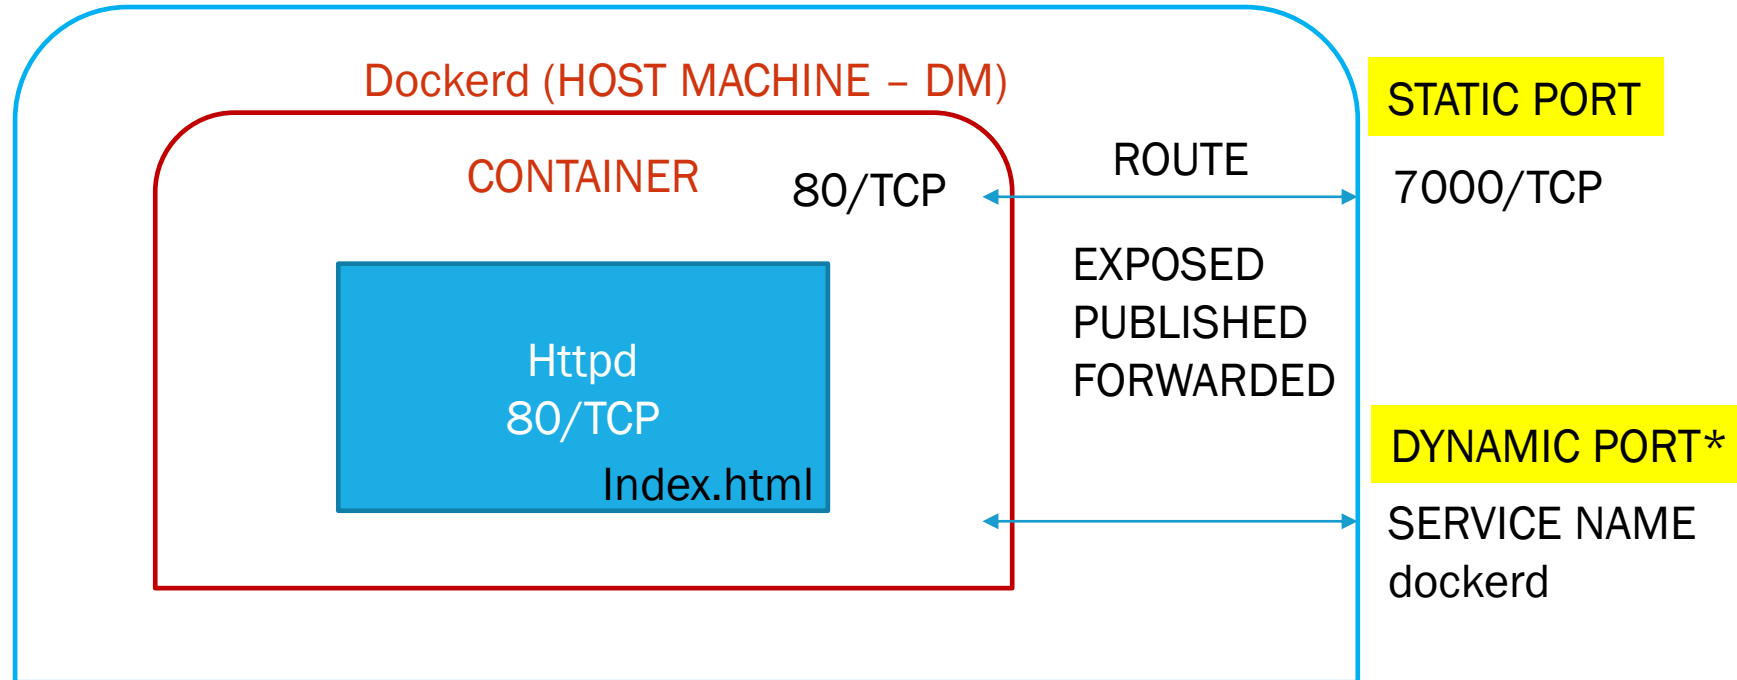 Dockerd (HOST MACHINE – DM)
STATIC PORT
CONTAINER
80/TCP
ROUTE
7000/TCP
EXPOSED
PUBLISHED
FORWARDED
Httpd
80/TCP
Index.html
DYNAMIC PORT*
SERVICE NAME
dockerd